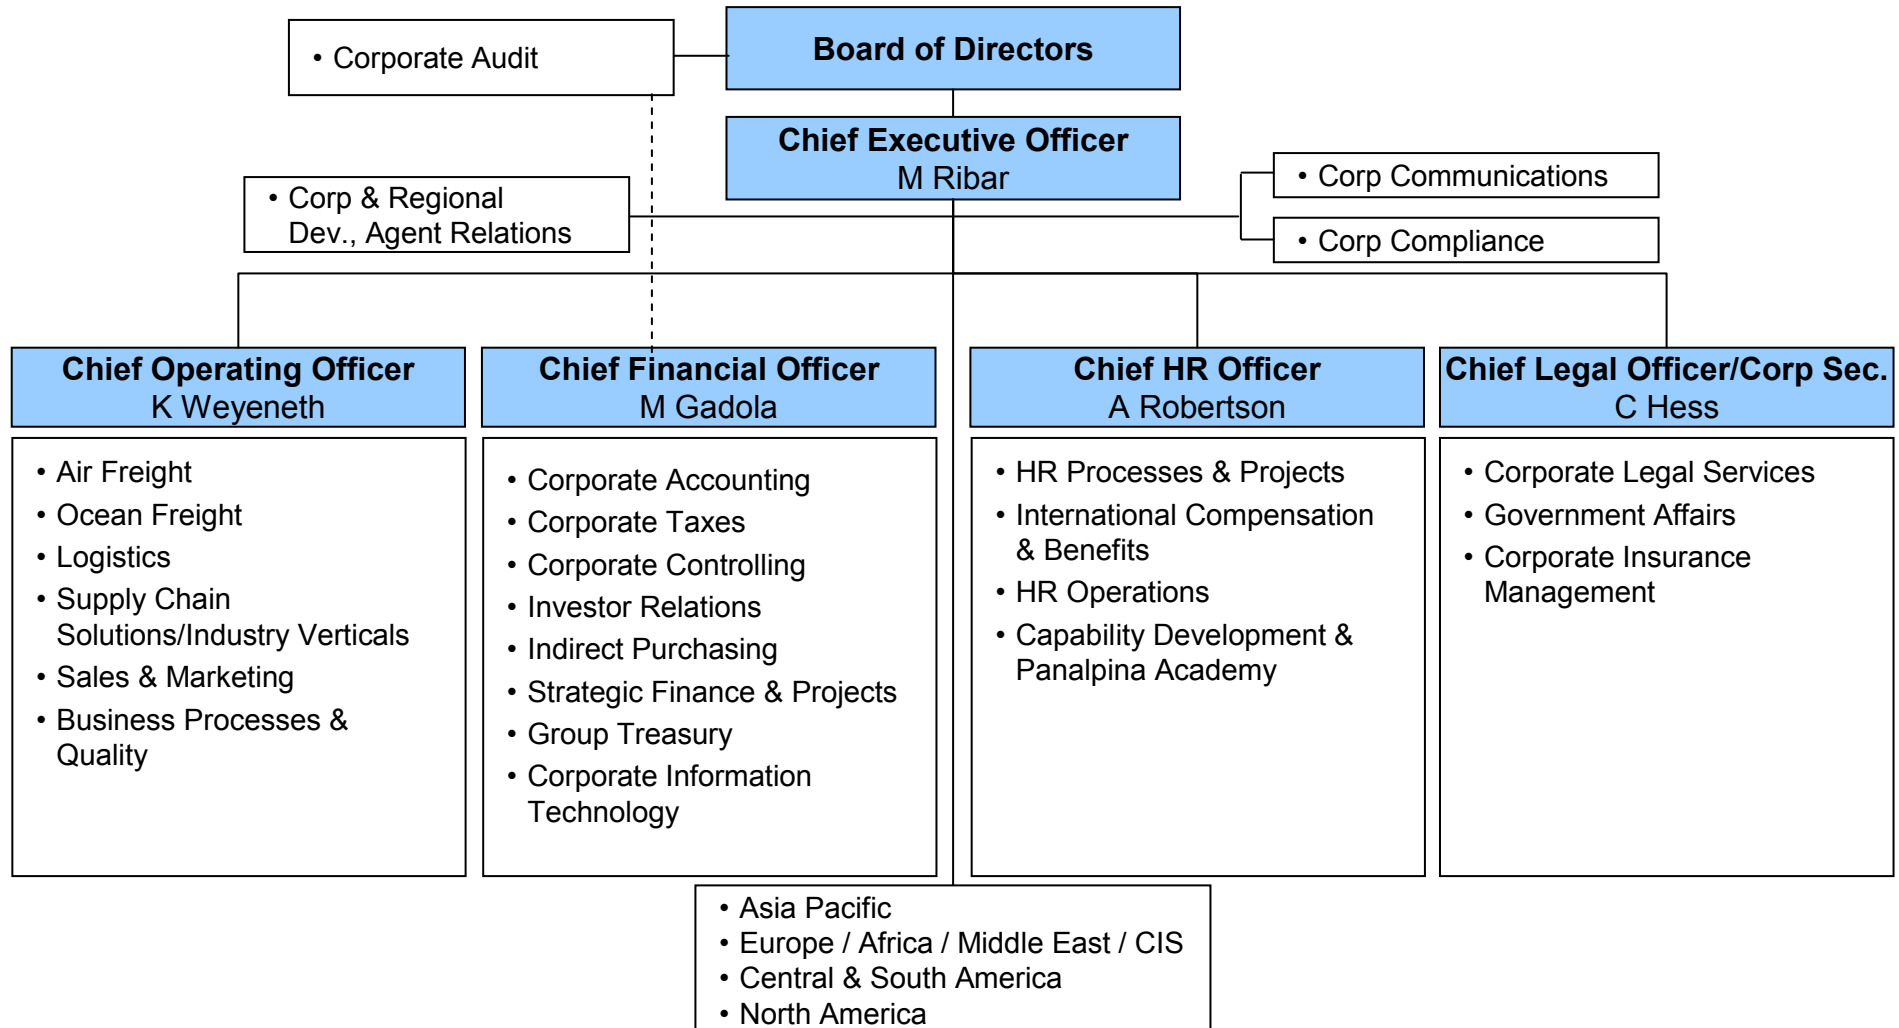 • Corporate Audit
Board of Directors
Chief Executive Officer
M Ribar
• Corp & Regional
Dev., Agent Relations
• Corp Communications
• Corp Compliance
Chief Operating Officer
K Weyeneth
• Air Freight
• Ocean Freight
• Logistics
• Supply Chain
Solutions/Industry Verticals
• Sales & Marketing
• Business Processes &
Quality
Chief Financial Officer
M Gadola
• Corporate Accounting
• Corporate Taxes
• Corporate Controlling
• Investor Relations
• Indirect Purchasing
• Strategic Finance & Projects
• Group Treasury
• Corporate Information
Technology
Chief HR Officer
A Robertson
• HR Processes & Projects
• International Compensation
& Benefits
• HR Operations
• Capability Development &
Panalpina Academy
Chief Legal Officer/Corp Sec.
C Hess
• Corporate Legal Services
• Government Affairs
• Corporate Insurance
Management
• Asia Pacific
• Europe / Africa / Middle East / CIS
• Central & South America
• North America